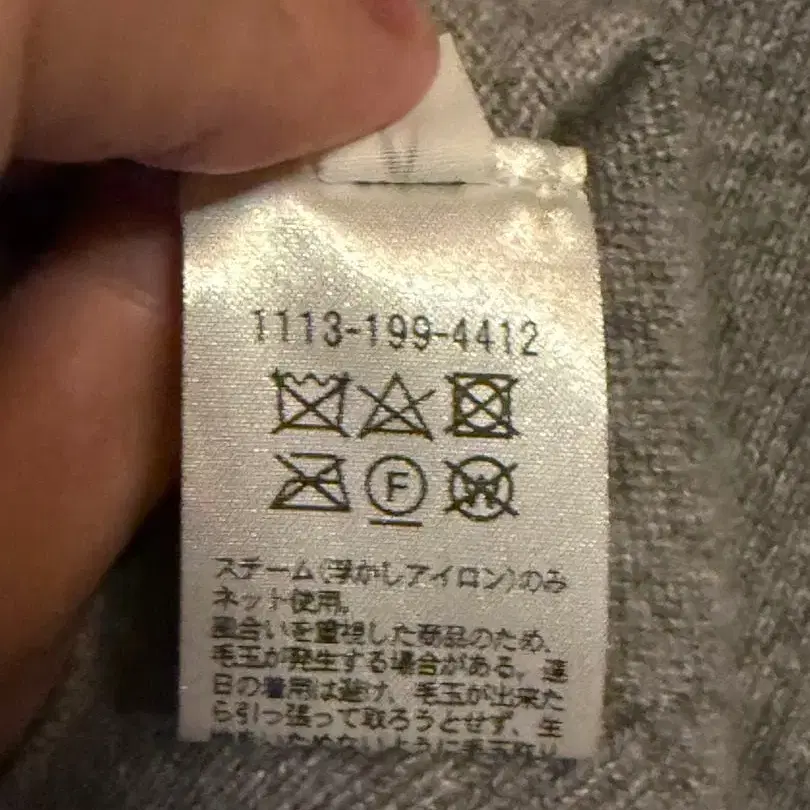 1113-199-4412
F
W
スチーム(浮かしアイロン)のみ
ネット使用。
風合いを重視した商品のため、
毛玉が発生する場合がある。連
日の着用は避け、毛玉が出来た
ら引っ張って取ろうとせず、生